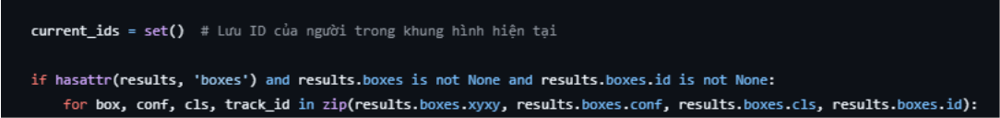 current_ids = set()  # Lưu ID của người trong khung hình hiện tại
if hasattr(results, 'boxes') and results.boxes is not None and results.boxes.id is not None:
for box, conf, cls, track_id in zip(results.boxes.xyxy, results.boxes.conf, results.boxes.cls, results.boxes.id):